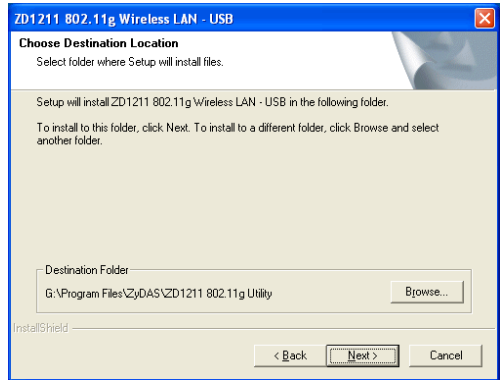 ZD1211 802.11g Wireless LAN - USB
Choose Destination Location
Select folder where Setup will install files.
Setup will install ZD1211 802.11g Wireless LAN - USB in the following folder.
To install to this folder, click Next. To install to a different folder, click Browse and select
another folder.
Destination Folder
G:\Program Files\ZyDAS\ZD1211 802.11g Utility
Browse...
InstallShield
< Back
Next >
Cancel